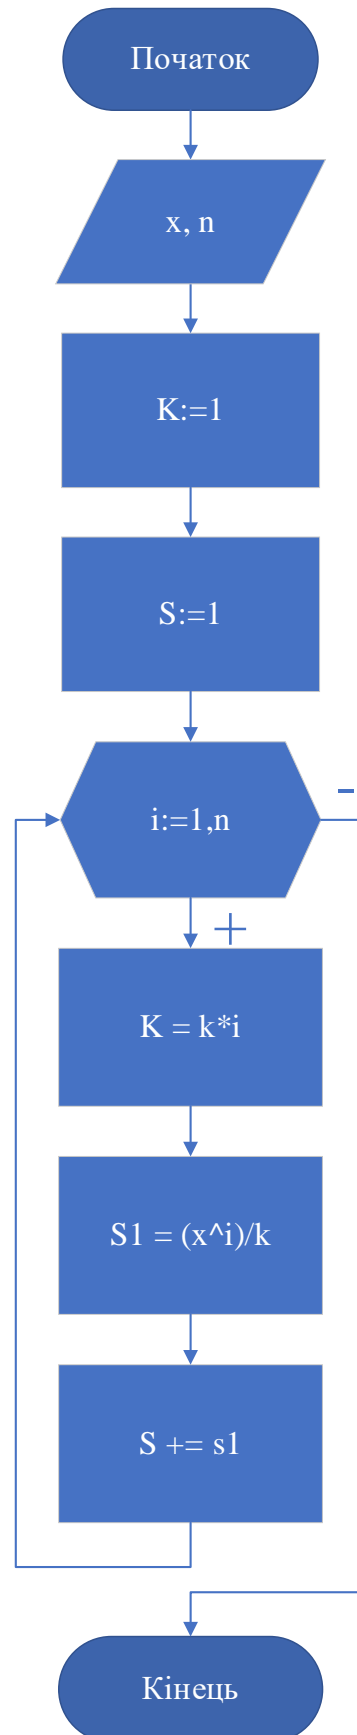 Початок
x, n
K:=1
S:=1
i:=1,n
-
+
K = k*i
S1 = (x^i)/k
S += s1
Кінець